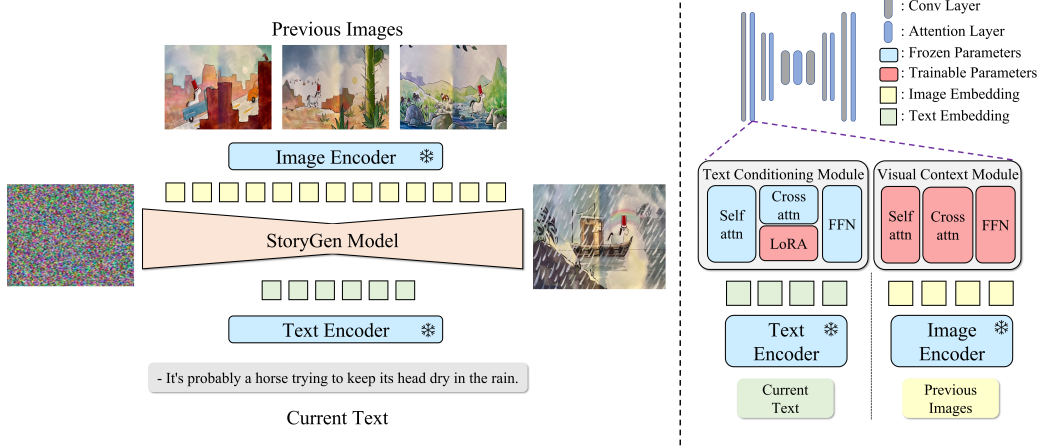 Previous Images
Image Encoder
StoryGen Model
Text Encoder
- It's probably a horse trying to keep its head dry in the rain.
Current Text
: Conv Layer
: Attention Layer
: Frozen Parameters
: Trainable Parameters
: Image Embedding
: Text Embedding
Text Conditioning Module
Self
attn
Cross
attn
LoRA
FFN
Visual Context Module
Self
attn
Cross
attn
FFN
Text
Encoder
Image
Encoder
Current
Text
Previous
Images